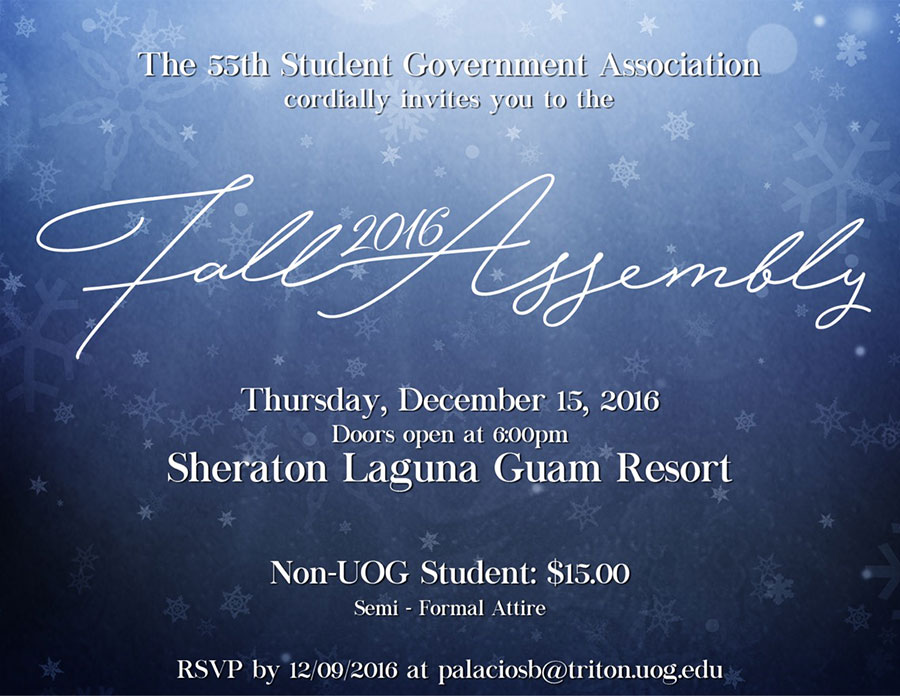 The 55th Student Government Association
cordially invites you to the
Fall 2016 Assembly
Thursday, December 15, 2016
Doors open at 6:00pm
Sheraton Laguna Guam Resort
Non-UOG Student: $15.00
Semi - Formal Attire
RSVP by 12/09/2016 at palaciosb@triton.uog.edu